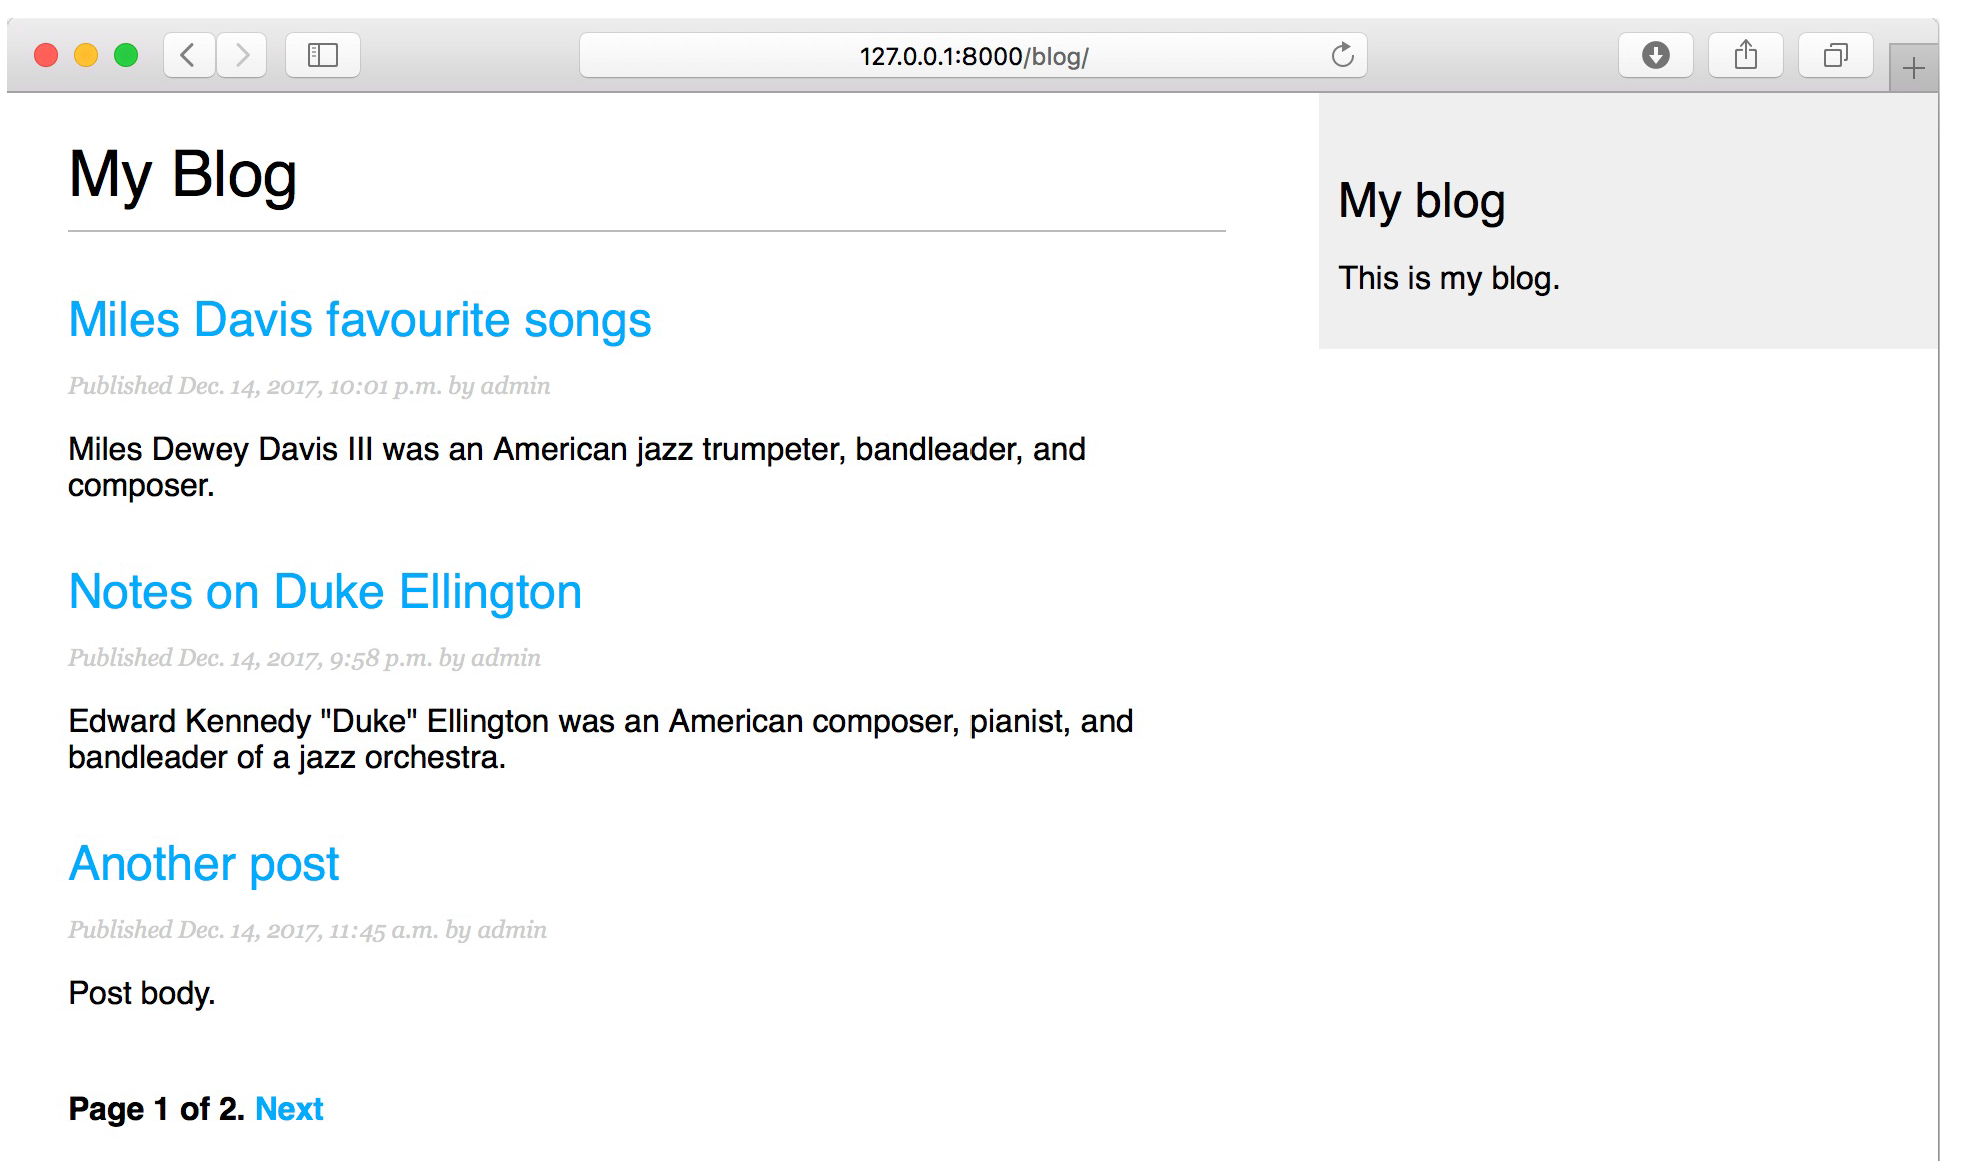 127.0.0.1:8000/blog/
My Blog
Miles Davis favourite songs
Published Dec. 14, 2017, 10:01 p.m. by admin
Miles Dewey Davis III was an American jazz trumpeter, bandleader, and
composer.
Notes on Duke Ellington
Published Dec. 14, 2017, 9:58 p.m. by admin
Edward Kennedy "Duke" Ellington was an American composer, pianist, and
bandleader of a jazz orchestra.
Another post
Published Dec. 14, 2017, 11:45 a.m. by admin
Post body.
Page 1 of 2. Next
My blog
This is my blog.